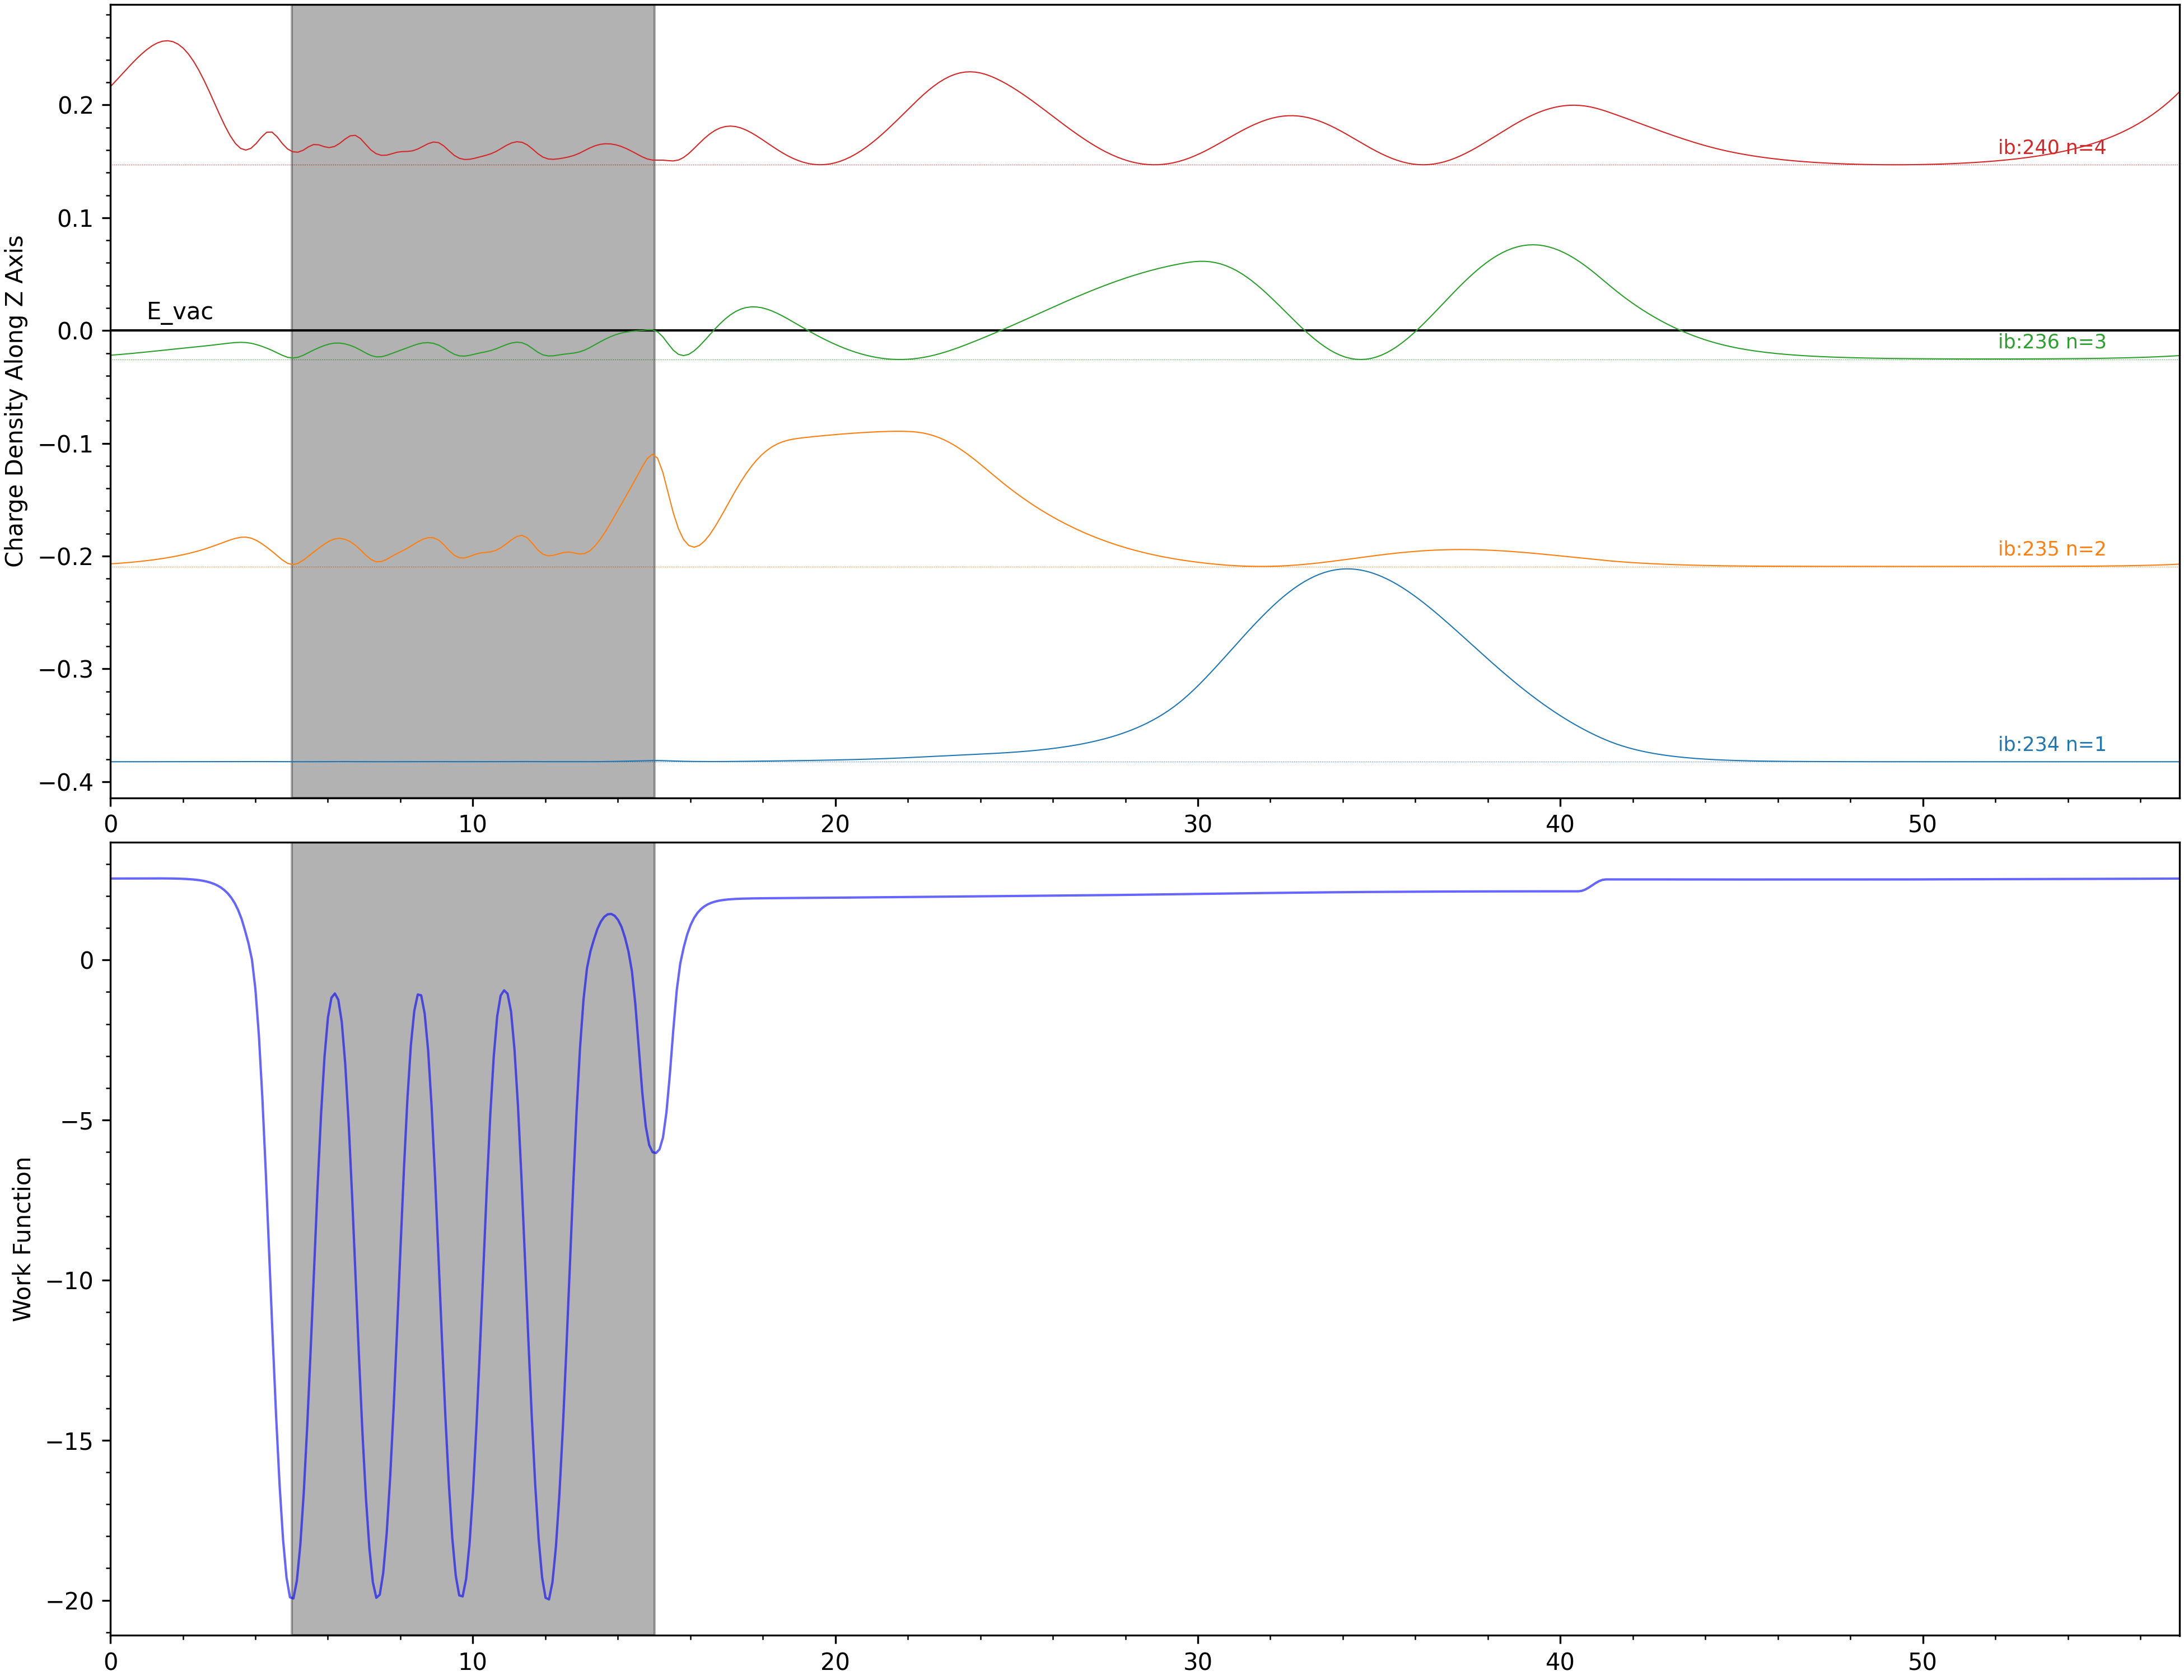 Charge Density Along Z Axis
0.2
0.1
0.0
−0.1
−0.2
−0.3
−0.4
E_vac
ib:240 n=4
ib:236 n=3
ib:235 n=2
ib:234 n=1
0 10 20 30 40 50
Work Function
0
−5
−10
−15
−20
0 10 20 30 40 50